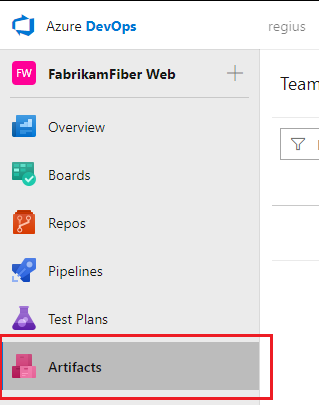 Azure DevOps
regius
FW
FabrikamFiber Web
Team
Overview
Boards
Repos
Pipelines
Test Plans
Artifacts